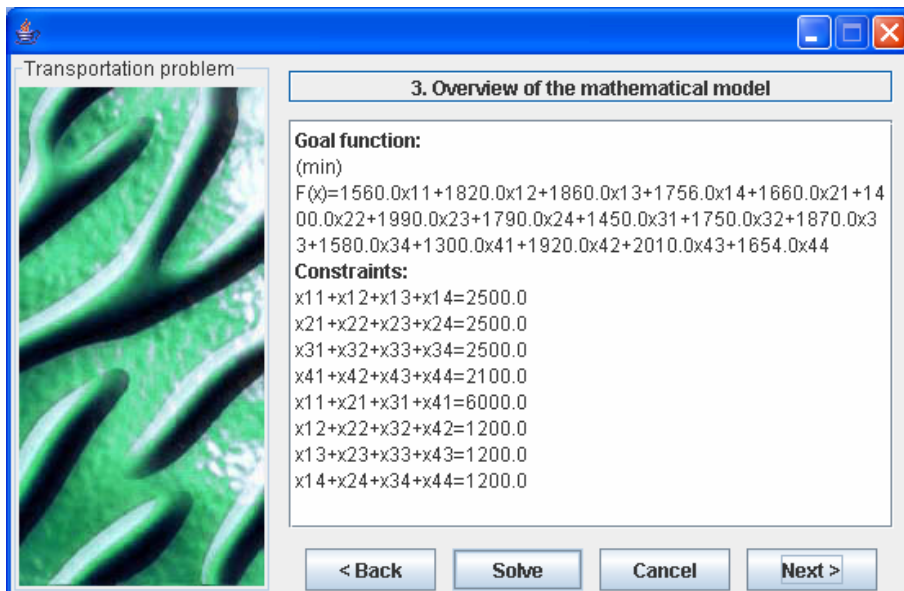 Transportation problem
3. Overview of the mathematical model
Goal function:
(min)
F(x)=1560.0x11+1820.0x12+1860.0x13+1756.0x14+1660.0x21+14
00.0x22+1990.0x23+1790.0x24+1450.0x31+1750.0x32+1870.0x3
3+1580.0x34+1300.0x41+1920.0x42+2010.0x43+1654.0x44
Constraints:
x11+x12+x13+x14=2500.0
x21+x22+x23+x24=2500.0
x31+x32+x33+x34=2500.0
x41+x42+x43+x44=2100.0
x11+x21+x31+x41=6000.0
x12+x22+x32+x42=1200.0
x13+x23+x33+x43=1200.0
x14+x24+x34+x44=1200.0
< Back Solve Cancel Next >